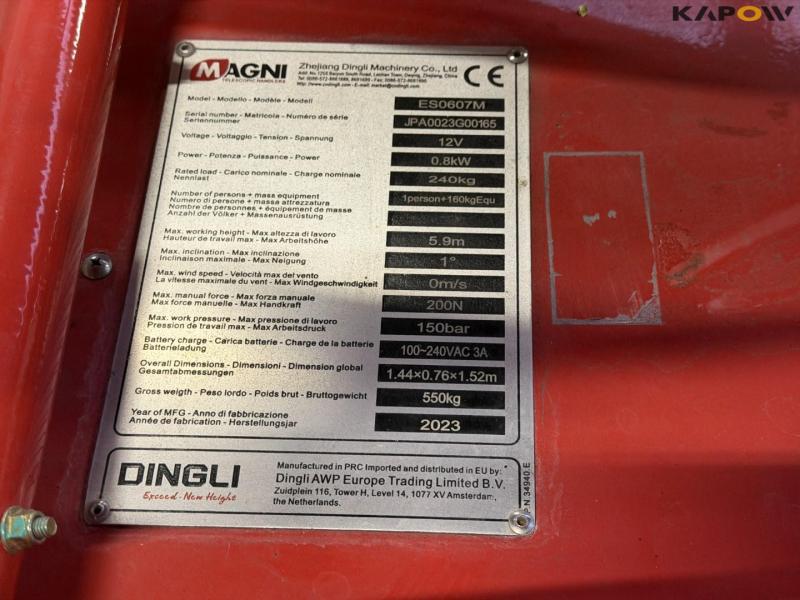 KAPOW
MAGNI
TELESCOPIC HANDLERS
Zhejiang Dingli Machinery Co., Ltd
CE
Model - Modello - Modèle - Modell ES0607M
Serial number - Matricola - Numéro de série
Seriennummer JPA0023G00165
Voltage - Voltaggio - Tension - Spannung 12V
Power - Potenza - Puissance - Power 0.8kW
Rated load - Carico nominale - Charge nominale
Nennlast 240kg
Number of persons + mass equipment
Numero di persone + massa attrezzatura
Nombre de personnes + équipement de masse
Anzahl der Völker + Massenausrüstung
1person+160kgEqu
Max. working height - Max altezza di lavoro
Hauteur de travail max - Max Arbeitshöhe 5.9m
Max. inclination - Max inclinazione
Inclinaison maximale - Max Neigung 1°
Max. wind speed - Velocità max del vento
La vitesse maximale du vent - Max Windgeschwindigkeit 0m/s
Max. manual force - Max forza manuale
Max force manuelle - Max Handkraft 200N
Max. work pressure - Max pressione di lavoro
Pression de travail max - Max Arbeitsdruck 150bar
Battery charge - Carica batterie - Charge de la batterie
Batterieladung 100~240VAC 3A
Overall Dimensions - Dimensioni - Dimension global
Gesamtabmessungen 1.44×0.76×1.52m
Gross weigth - Peso lordo - Poids brut - Bruttogewicht 550kg
Year of MFG - Anno di fabbricazione
Année de fabrication - Herstellungsjar 2023
DINGLI
Exceed · New Height
Manufactured in PRC Imported and distributed in EU by:
Dingli AWP Europe Trading Limited B.V.
Zuidplein 116, Tower H, Level 14, 1077 XV Amsterdam,
the Netherlands.
P.N.34940.E